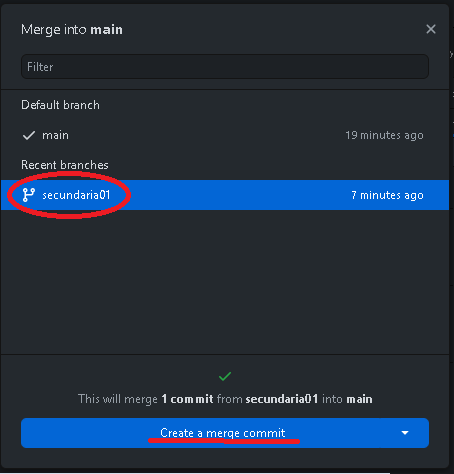 Merge into main
Filter
Default branch
main 19 minutes ago
Recent branches
secundaria01 7 minutes ago
This will merge 1 commit from secundaria01 into main
Create a merge commit